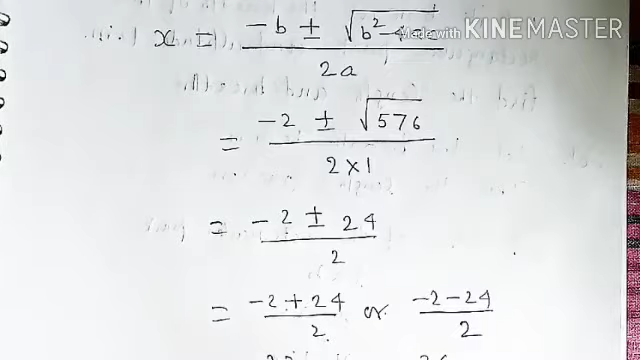 Made with KINEMASTER
x = (-b ± √(b² - 4
2a
= (-2 ± √576) / (2 × 1)
= (-2 ± 24) / 2
= (-2 + 24) / 2 or (-2 - 24) / 2